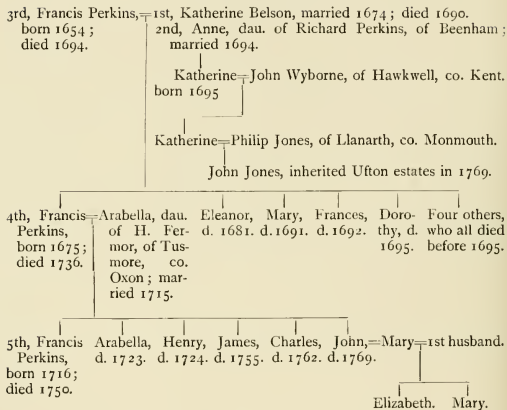 3rd, Francis Perkins,=1st, Katherine Belson, married 1674; died 1690.
born 1654;
died 1694.
2nd, Anne, dau. of Richard Perkins, of Beenham;
married 1694.
Katherine=John Wyborne, of Hawkwell, co. Kent.
born 1695
Katherine=Philip Jones, of Llanarth, co. Monmouth.
John Jones, inherited Ufton estates in 1769.
4th, Francis=Arabella, dau.
Perkins,
born 1675;
died 1736.
of H. Fer-
mor, of Tus-
more, co.
Oxon; mar-
ried 1715.
Eleanor,
d. 1681.
Mary,
d. 1691.
Frances,
d. 1692.
Doro-
thy, d.
1695.
Four others,
who all died
before 1695.
5th, Francis
Perkins,
born 1716;
died 1750.
Arabella,
d. 1723.
Henry,
d. 1724.
James,
d. 1755.
Charles,
d. 1762.
John,=Mary=1st husband.
d. 1769.
Elizabeth. Mary.